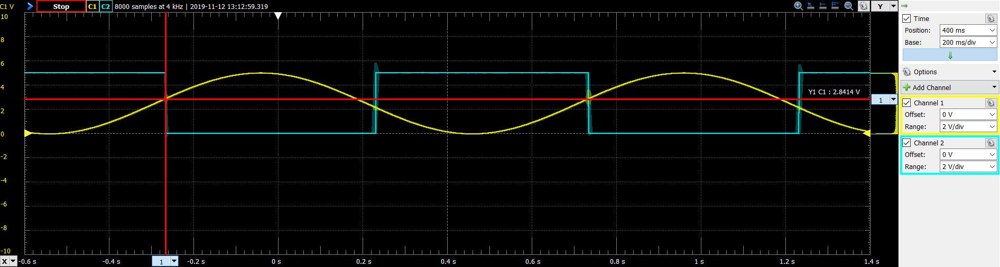 C1 V Stop C1 C2 8000 samples at 4 kHz | 2019-11-12 13:12:59.319 Y
10
8
6
4
2
0
-2
-4
-6
-8
-10
Y1 C1 : 2.8414 V
1
X -0.6 s -0.4 s 1 -0.2 s 0 s 0.2 s 0.4 s 0.6 s 0.8 s 1 s 1.2 s 1.4 s
Time
Position: 400 ms
Base: 200 ms/div
Options
Add Channel
Channel 1
Offset: 0 V
Range: 2 V/div
Channel 2
Offset: 0 V
Range: 2 V/div